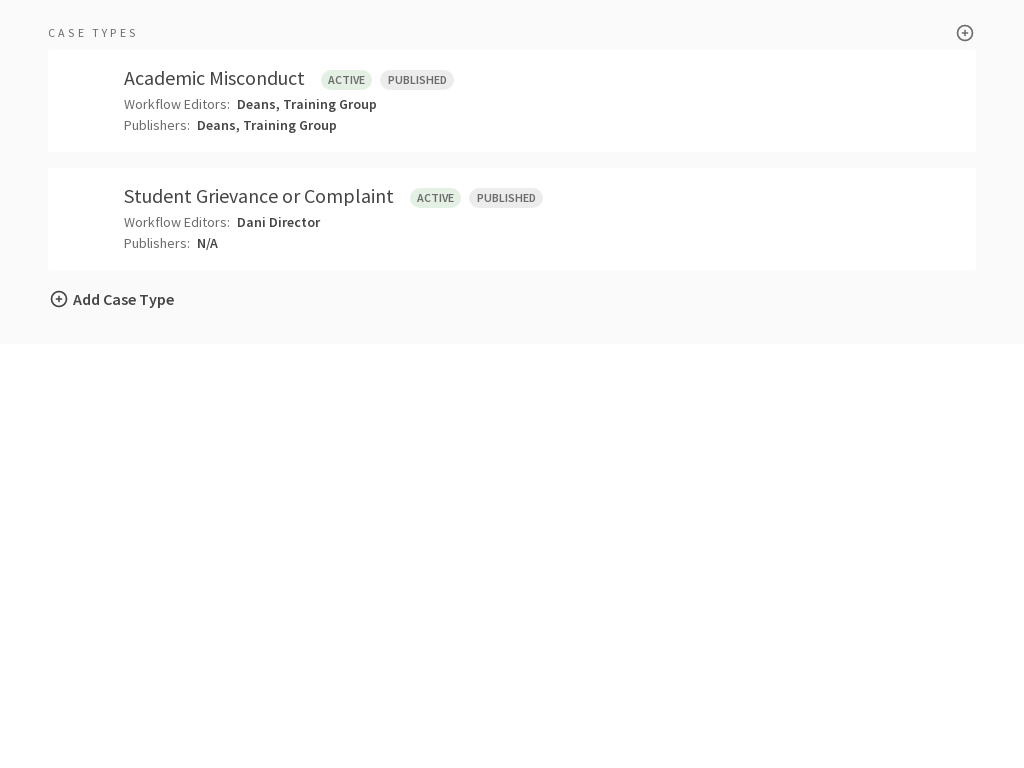 CASE TYPES
Academic Misconduct ACTIVE PUBLISHED
Workflow Editors: Deans, Training Group
Publishers: Deans, Training Group
Student Grievance or Complaint ACTIVE PUBLISHED
Workflow Editors: Dani Director
Publishers: N/A
Add Case Type